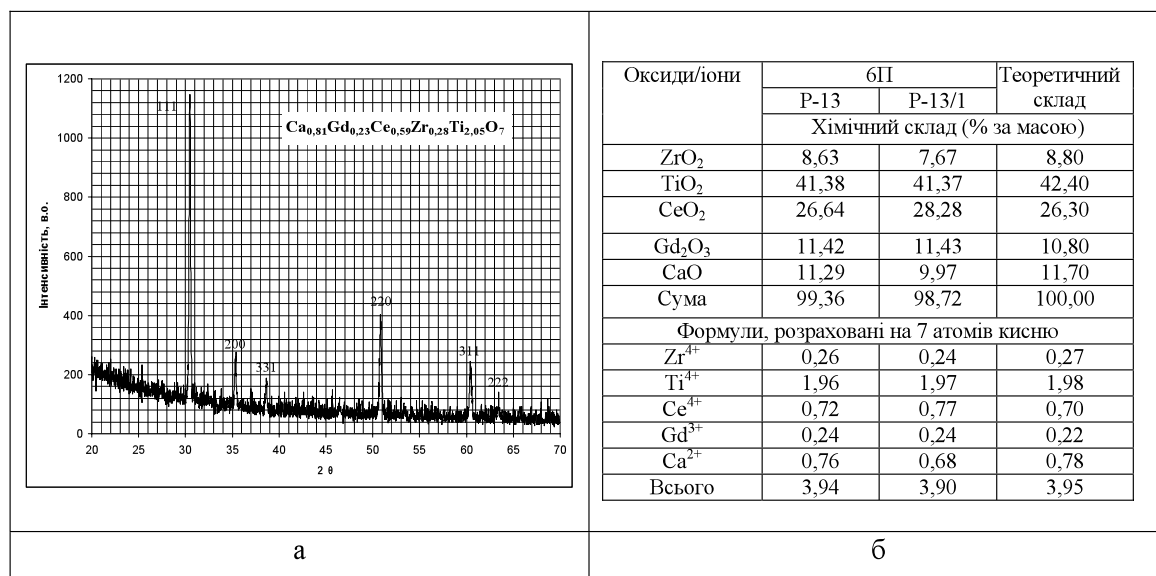 1200
1000
800
600
400
200
0
Інтенсивність, в.о.
111
Ca0,81Gd0,23Ce0,59Zr0,28Ti2,05O7
200
331
220
311
222
20 25 30 35 40 45 50 55 60 65 70
2 θ
Оксиди/іони 6П Теоретичний склад
Р-13 Р-13/1
Хімічний склад (% за масою)
ZrO2 8,63 7,67 8,80
TiO2 41,38 41,37 42,40
CeO2 26,64 28,28 26,30
Gd2O3 11,42 11,43 10,80
CaO 11,29 9,97 11,70
Сума 99,36 98,72 100,00
Формули, розраховані на 7 атомів кисню
Zr4+ 0,26 0,24 0,27
Ti4+ 1,96 1,97 1,98
Ce4+ 0,72 0,77 0,70
Gd3+ 0,24 0,24 0,22
Ca2+ 0,76 0,68 0,78
Всього 3,94 3,90 3,95
а б